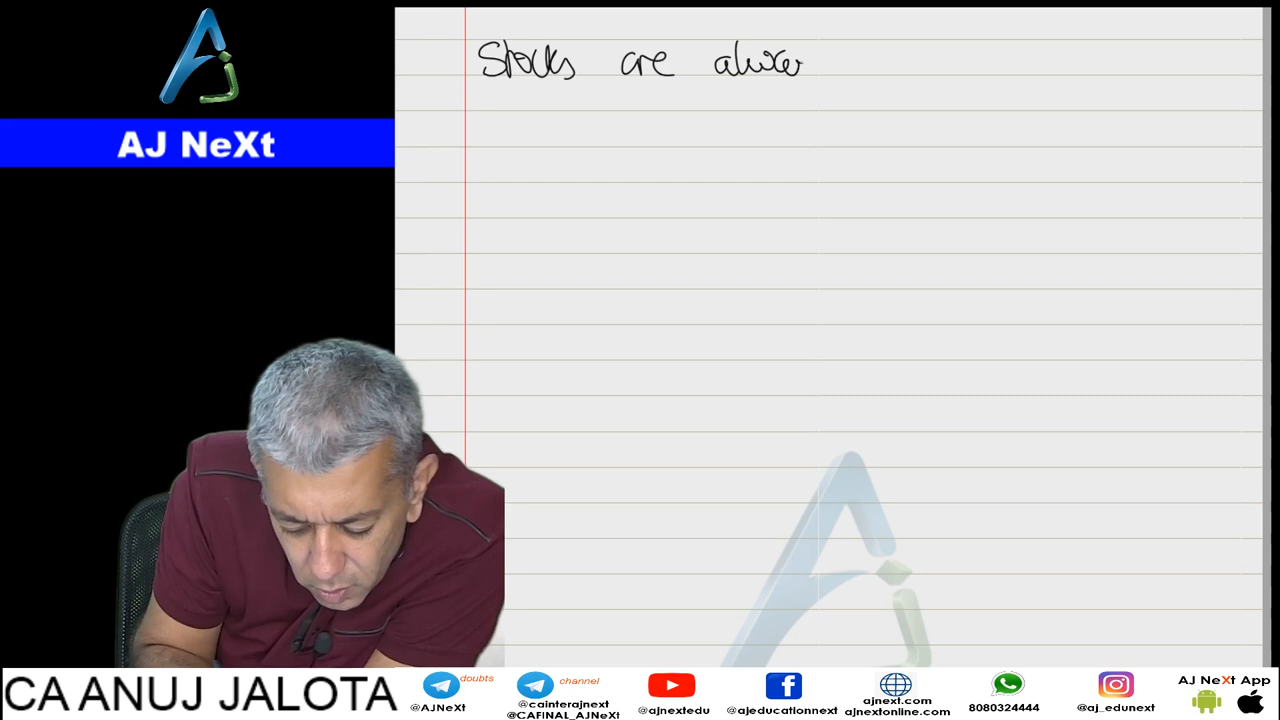 Stocks are alwa
AJ NeXt
CA ANUJ JALOTA
doubts
@AJNeXt
channel
@cainterajnext
@CAFINAL_AJNeXt
@ajnextedu
@ajeducationnext
ajnext.com
ajnextonline.com
8080324444
@aj_edunext
AJ NeXt App